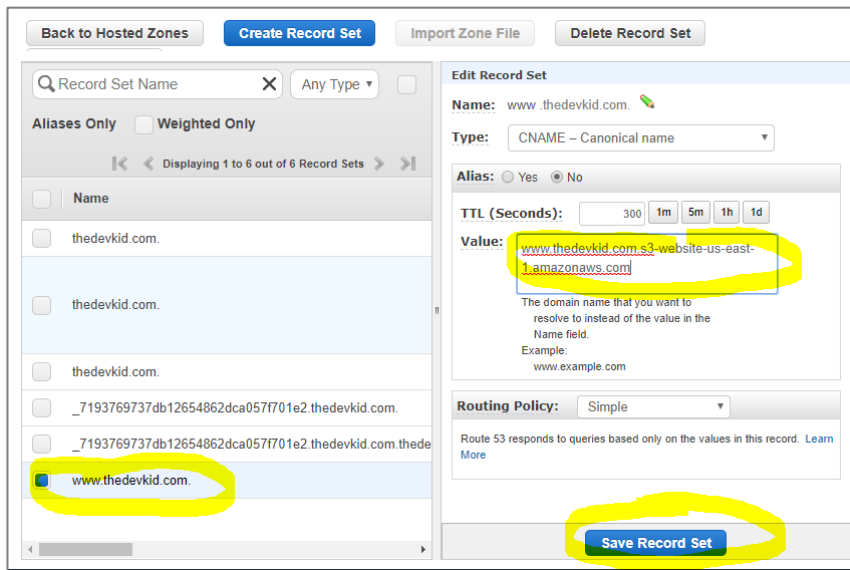 Back to Hosted Zones Create Record Set Import Zone File Delete Record Set
Record Set Name X Any Type
Aliases Only Weighted Only
Displaying 1 to 6 out of 6 Record Sets
Name
thedevkid.com.
thedevkid.com.
thedevkid.com.
_7193769737db12654862dca057f701e2.thedevkid.com.
_7193769737db12654862dca057f701e2.thedevkid.com.thede
www.thedevkid.com.
Edit Record Set
Name: www .thedevkid.com.
Type: CNAME – Canonical name
Alias: Yes No
TTL (Seconds): 300 1m 5m 1h 1d
Value: www.thedevkid.com.s3-website-us-east-
1.amazonaws.com
The domain name that you want to
resolve to instead of the value in the
Name field.
Example:
www.example.com
Routing Policy: Simple
Route 53 responds to queries based only on the values in this record. Learn
More
Save Record Set